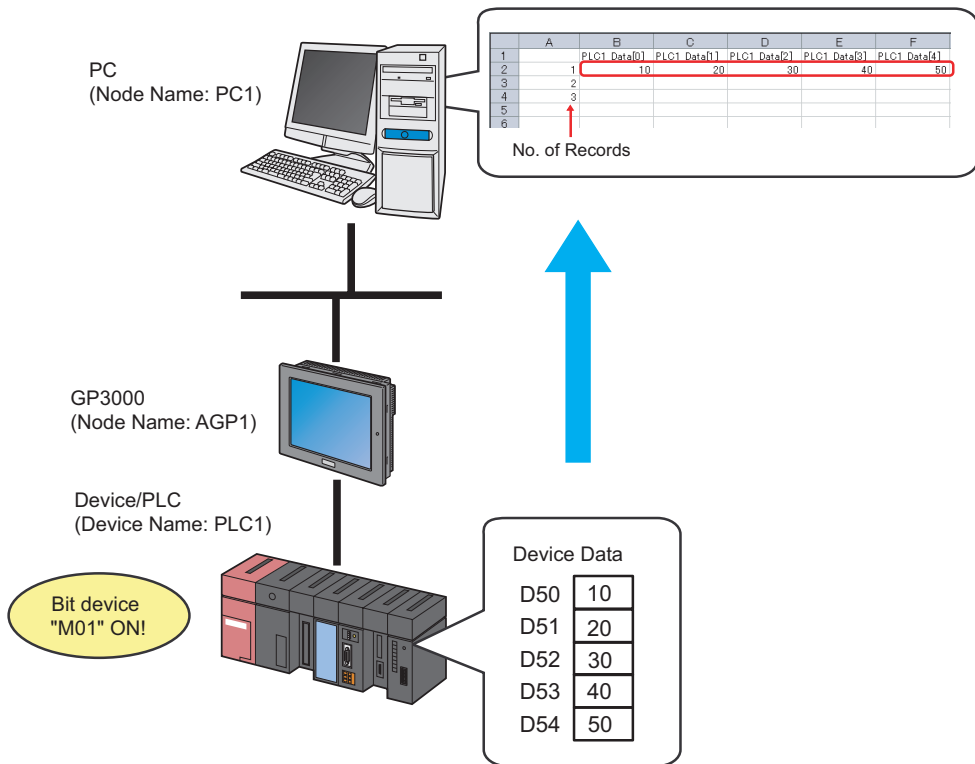 PC
(Node Name: PC1)
A B C D E F
1 PLC1_Data[0] PLC1_Data[1] PLC1_Data[2] PLC1_Data[3] PLC1_Data[4]
2 1 10 20 30 40 50
3 2
4 3
5
6
No. of Records
GP3000
(Node Name: AGP1)
Device/PLC
(Device Name: PLC1)
Bit device
"M01" ON!
Device Data
D50 10
D51 20
D52 30
D53 40
D54 50